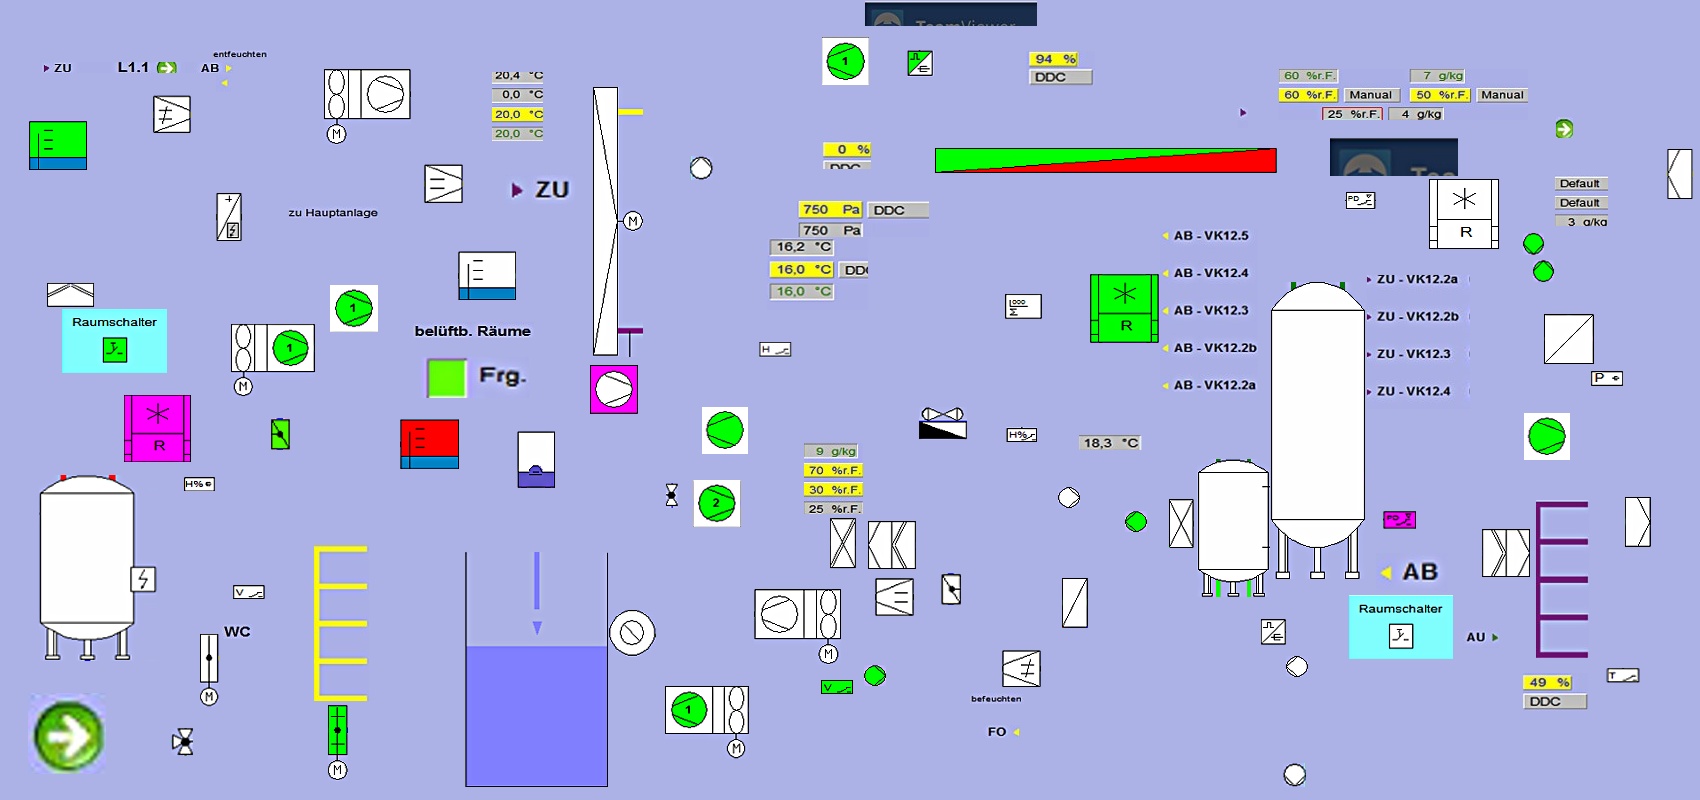 TeamViewer
entfeuchten
ZU
L1.1
AB
20,4 °C
0,0 °C
20,0 °C
20,0 °C
M
1
94 %
DDC
60 %r.F.
7 g/kg
60 %r.F.
Manual
50 %r.F.
Manual
25 %r.F.
4 g/kg
0 %
DDC
ZU
zu Hauptanlage
M
750 Pa
DDC
750 Pa
16,2 °C
16,0 °C
DDC
16,0 °C
PD
R
Default
Default
3 g/kg
AB - VK12.5
AB - VK12.4
AB - VK12.3
AB - VK12.2b
AB - VK12.2a
R
ZU - VK12.2a
ZU - VK12.2b
ZU - VK12.3
ZU - VK12.4
Raumschalter
1
1
M
belüftb. Räume
Frg.
H
P
R
H%
H%
18,3 °C
9 g/kg
70 %r.F.
30 %r.F.
25 %r.F.
2
PD
AB
V
WC
M
M
Raumschalter
AU
M
V
befeuchten
FO
1
M
T
49 %
DDC